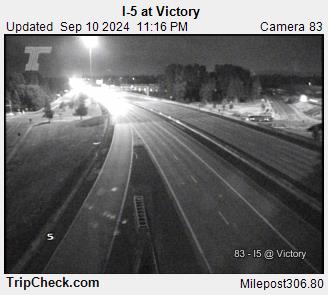 I-5 at Victory
Updated  Sep 10 2024  11:16 PM Camera 83
S
83 - I5 @ Victory
TripCheck.com Milepost306.80